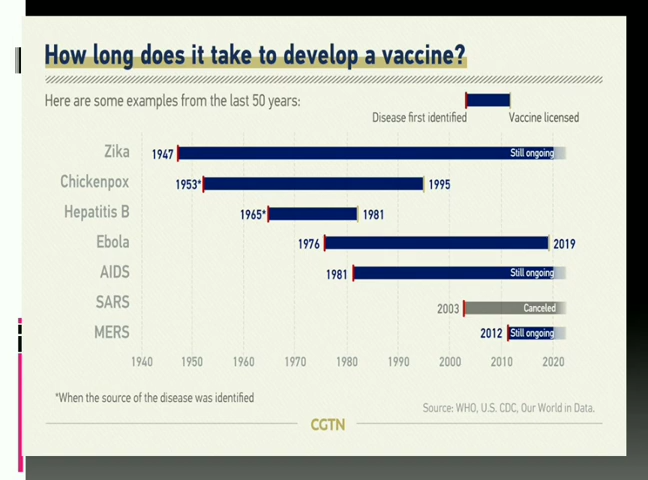 How long does it take to develop a vaccine?
Here are some examples from the last 50 years:
Disease first identified
Vaccine licensed
Zika 1947 Still ongoing
Chickenpox 1953* 1995
Hepatitis B 1965* 1981
Ebola 1976 2019
AIDS 1981 Still ongoing
SARS 2003 Canceled
MERS 2012 Still ongoing
1940 1950 1960 1970 1980 1990 2000 2010 2020
*When the source of the disease was identified
Source: WHO, U.S. CDC, Our World in Data.
CGTN